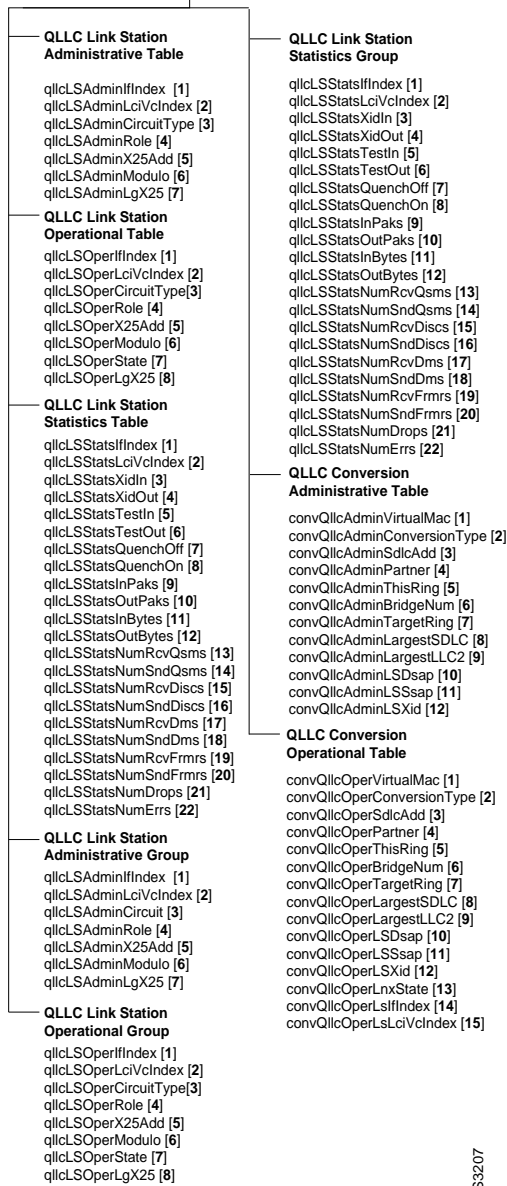 QLLC Link Station
Administrative Table
qllcLSAdminIfIndex [1]
qllcLSAdminLciVcIndex [2]
qllcLSAdminCircuitType [3]
qllcLSAdminRole [4]
qllcLSAdminX25Add [5]
qllcLSAdminModulo [6]
qllcLSAdminLgX25 [7]
QLLC Link Station
Operational Table
qllcLSOperIfIndex [1]
qllcLSOperLciVcIndex [2]
qllcLSOperCircuitType[3]
qllcLSOperRole [4]
qllcLSOperX25Add [5]
qllcLSOperModulo [6]
qllcLSOperState [7]
qllcLSOperLgX25 [8]
QLLC Link Station
Statistics Table
qllcLSStatsIfIndex [1]
qllcLSStatsLciVcIndex [2]
qllcLSStatsXidIn [3]
qllcLSStatsXidOut [4]
qllcLSStatsTestIn [5]
qllcLSStatsTestOut [6]
qllcLSStatsQuenchOff [7]
qllcLSStatsQuenchOn [8]
qllcLSStatsInPaks [9]
qllcLSStatsOutPaks [10]
qllcLSStatsInBytes [11]
qllcLSStatsOutBytes [12]
qllcLSStatsNumRcvQsms [13]
qllcLSStatsNumSndQsms [14]
qllcLSStatsNumRcvDiscs [15]
qllcLSStatsNumSndDiscs [16]
qllcLSStatsNumRcvDms [17]
qllcLSStatsNumSndDms [18]
qllcLSStatsNumRcvFrmrs [19]
qllcLSStatsNumSndFrmrs [20]
qllcLSStatsNumDrops [21]
qllcLSStatsNumErrs [22]
QLLC Link Station
Administrative Group
qllcLSAdminIfIndex [1]
qllcLSAdminLciVcIndex [2]
qllcLSAdminCircuit [3]
qllcLSAdminRole [4]
qllcLSAdminX25Add [5]
qllcLSAdminModulo [6]
qllcLSAdminLgX25 [7]
QLLC Link Station
Operational Group
qllcLSOperIfIndex [1]
qllcLSOperLciVcIndex [2]
qllcLSOperCircuitType[3]
qllcLSOperRole [4]
qllcLSOperX25Add [5]
qllcLSOperModulo [6]
qllcLSOperState [7]
qllcLSOperLgX25 [8]
QLLC Link Station
Statistics Group
qllcLSStatsIfIndex [1]
qllcLSStatsLciVcIndex [2]
qllcLSStatsXidIn [3]
qllcLSStatsXidOut [4]
qllcLSStatsTestIn [5]
qllcLSStatsTestOut [6]
qllcLSStatsQuenchOff [7]
qllcLSStatsQuenchOn [8]
qllcLSStatsInPaks [9]
qllcLSStatsOutPaks [10]
qllcLSStatsInBytes [11]
qllcLSStatsOutBytes [12]
qllcLSStatsNumRcvQsms [13]
qllcLSStatsNumSndQsms [14]
qllcLSStatsNumRcvDiscs [15]
qllcLSStatsNumSndDiscs [16]
qllcLSStatsNumRcvDms [17]
qllcLSStatsNumSndDms [18]
qllcLSStatsNumRcvFrmrs [19]
qllcLSStatsNumSndFrmrs [20]
qllcLSStatsNumDrops [21]
qllcLSStatsNumErrs [22]
QLLC Conversion
Administrative Table
convQllcAdminVirtualMac [1]
convQllcAdminConversionType [2]
convQllcAdminSdlcAdd [3]
convQllcAdminPartner [4]
convQllcAdminThisRing [5]
convQllcAdminBridgeNum [6]
convQllcAdminTargetRing [7]
convQllcAdminLargestSDLC [8]
convQllcAdminLargestLLC2 [9]
convQllcAdminLSDsap [10]
convQllcAdminLSSsap [11]
convQllcAdminLSXid [12]
QLLC Conversion
Operational Table
convQllcOperVirtualMac [1]
convQllcOperConversionType [2]
convQllcOperSdlcAdd [3]
convQllcOperPartner [4]
convQllcOperThisRing [5]
convQllcOperBridgeNum [6]
convQllcOperTargetRing [7]
convQllcOperLargestSDLC [8]
convQllcOperLargestLLC2 [9]
convQllcOperLSDsap [10]
convQllcOperLSSsap [11]
convQllcOperLSXid [12]
convQllcOperLnxState [13]
convQllcOperLsIfIndex [14]
convQllcOperLsLciVcIndex [15]
S3207